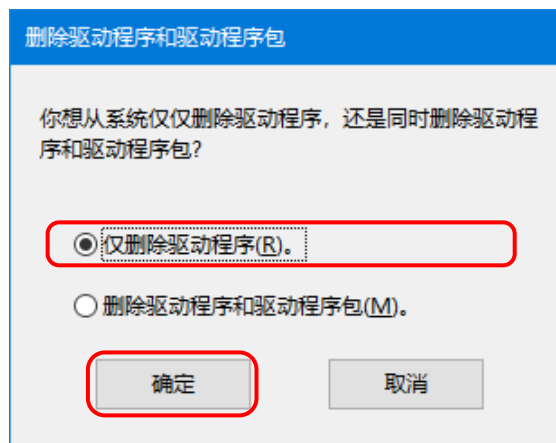 删除驱动程序和驱动程序包
你想从系统仅仅删除驱动程序，还是同时删除驱动程
序和驱动程序包?
仅删除驱动程序(R)。
删除驱动程序和驱动程序包(M)。
确定
取消